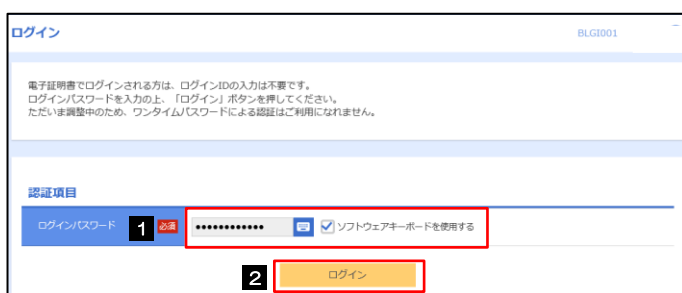 ログイン
BLGI001
電子証明書でログインされる方は、ログインIDの入力は不要です。
ログインパスワードを入力の上、「ログイン」ボタンを押してください。
ただいま調整中のため、ワンタイムパスワードによる認証はご利用になれません。
認証項目
ログインパスワード 1 必須 ●●●●●●●●●●● ソフトウェアキーボードを使用する
2 ログイン